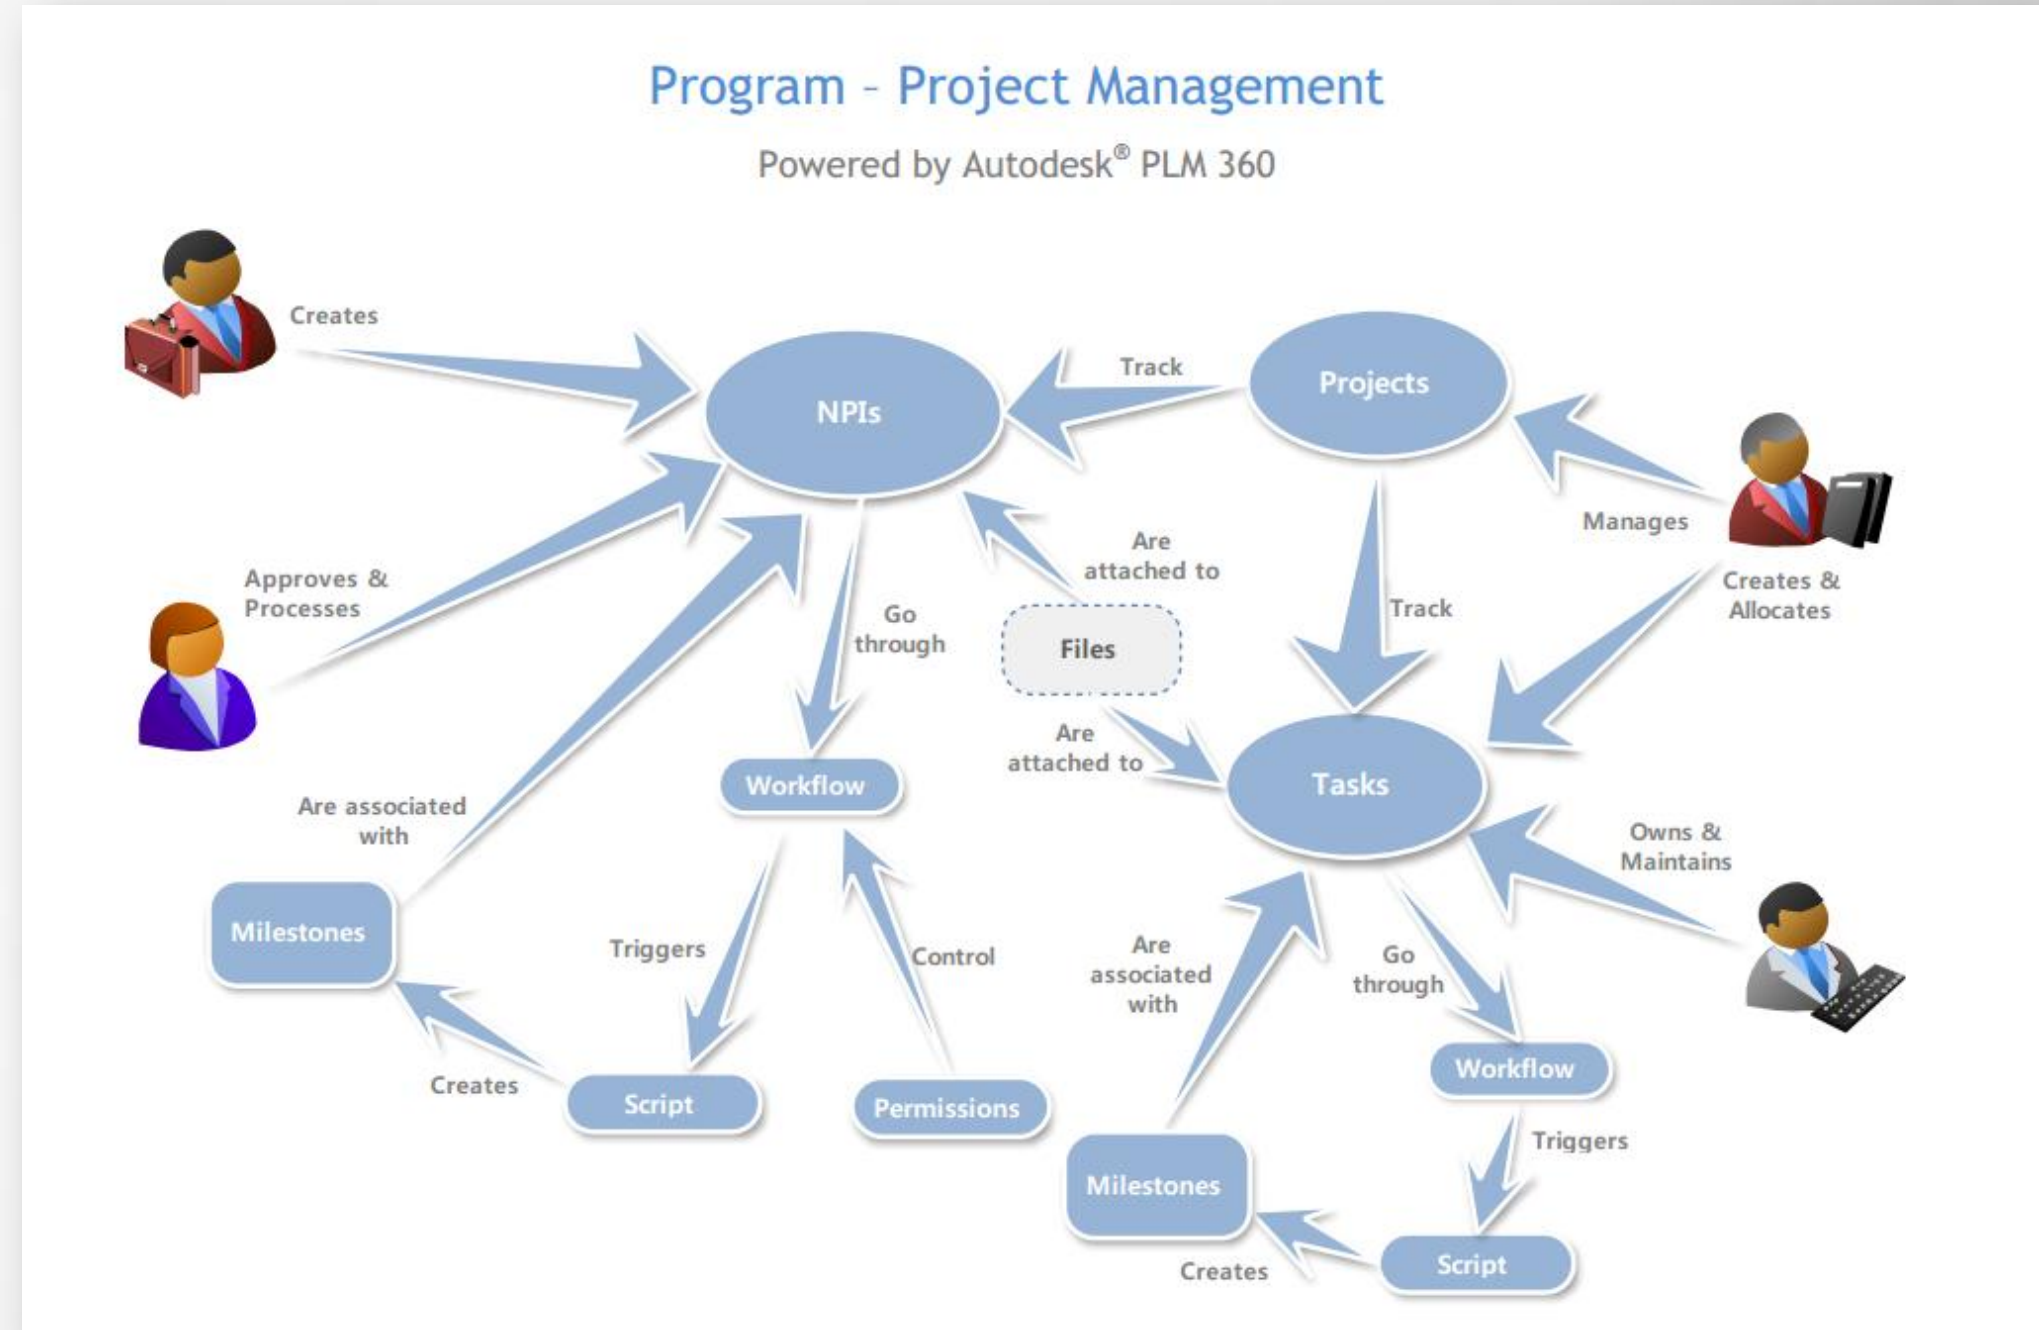 Program – Project Management
Powered by Autodesk® PLM 360
Creates
Track
Projects
NPIs
Manages
Are
attached to
Approves &
Processes
Creates &
Allocates
Go
through
Track
Files
Are
attached to
Workflow
Tasks
Are associated
with
Owns &
Maintains
Milestones
Triggers
Control
Are
associated
with
Go
through
Workflow
Creates
Script
Permissions
Triggers
Milestones
Creates
Script